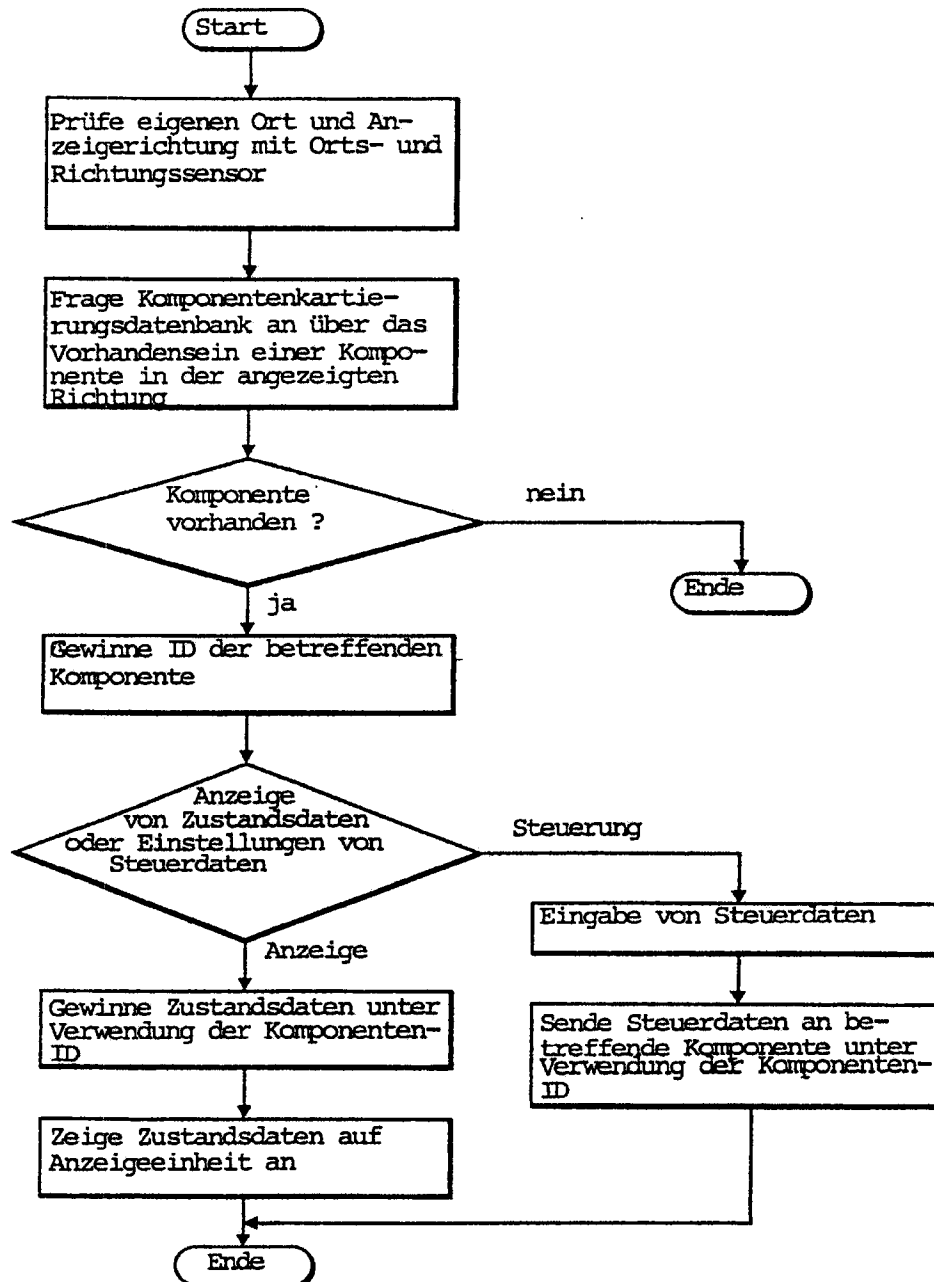 Start
Prüfe eigenen Ort und An-
zeigerichtung mit Orts- und
Richtungssensor
Frage Komponentenkartie-
rungsdatenbank an über das
Vorhandensein einer Kompo-
nente in der angezeigten
Richtung
Komponente
vorhanden ?
nein
Ende
ja
Gewinne ID der betreffenden
Komponente
Anzeige
von Zustandsdaten
oder Einstellungen von
Steuerdaten
Steuerung
Anzeige
Eingabe von Steuerdaten
Gewinne Zustandsdaten unter
Verwendung der Komponenten-
ID
Sende Steuerdaten an be-
treffende Komponente unter
Verwendung der Komponenten-
ID
Zeige Zustandsdaten auf
Anzeigeeinheit an
Ende